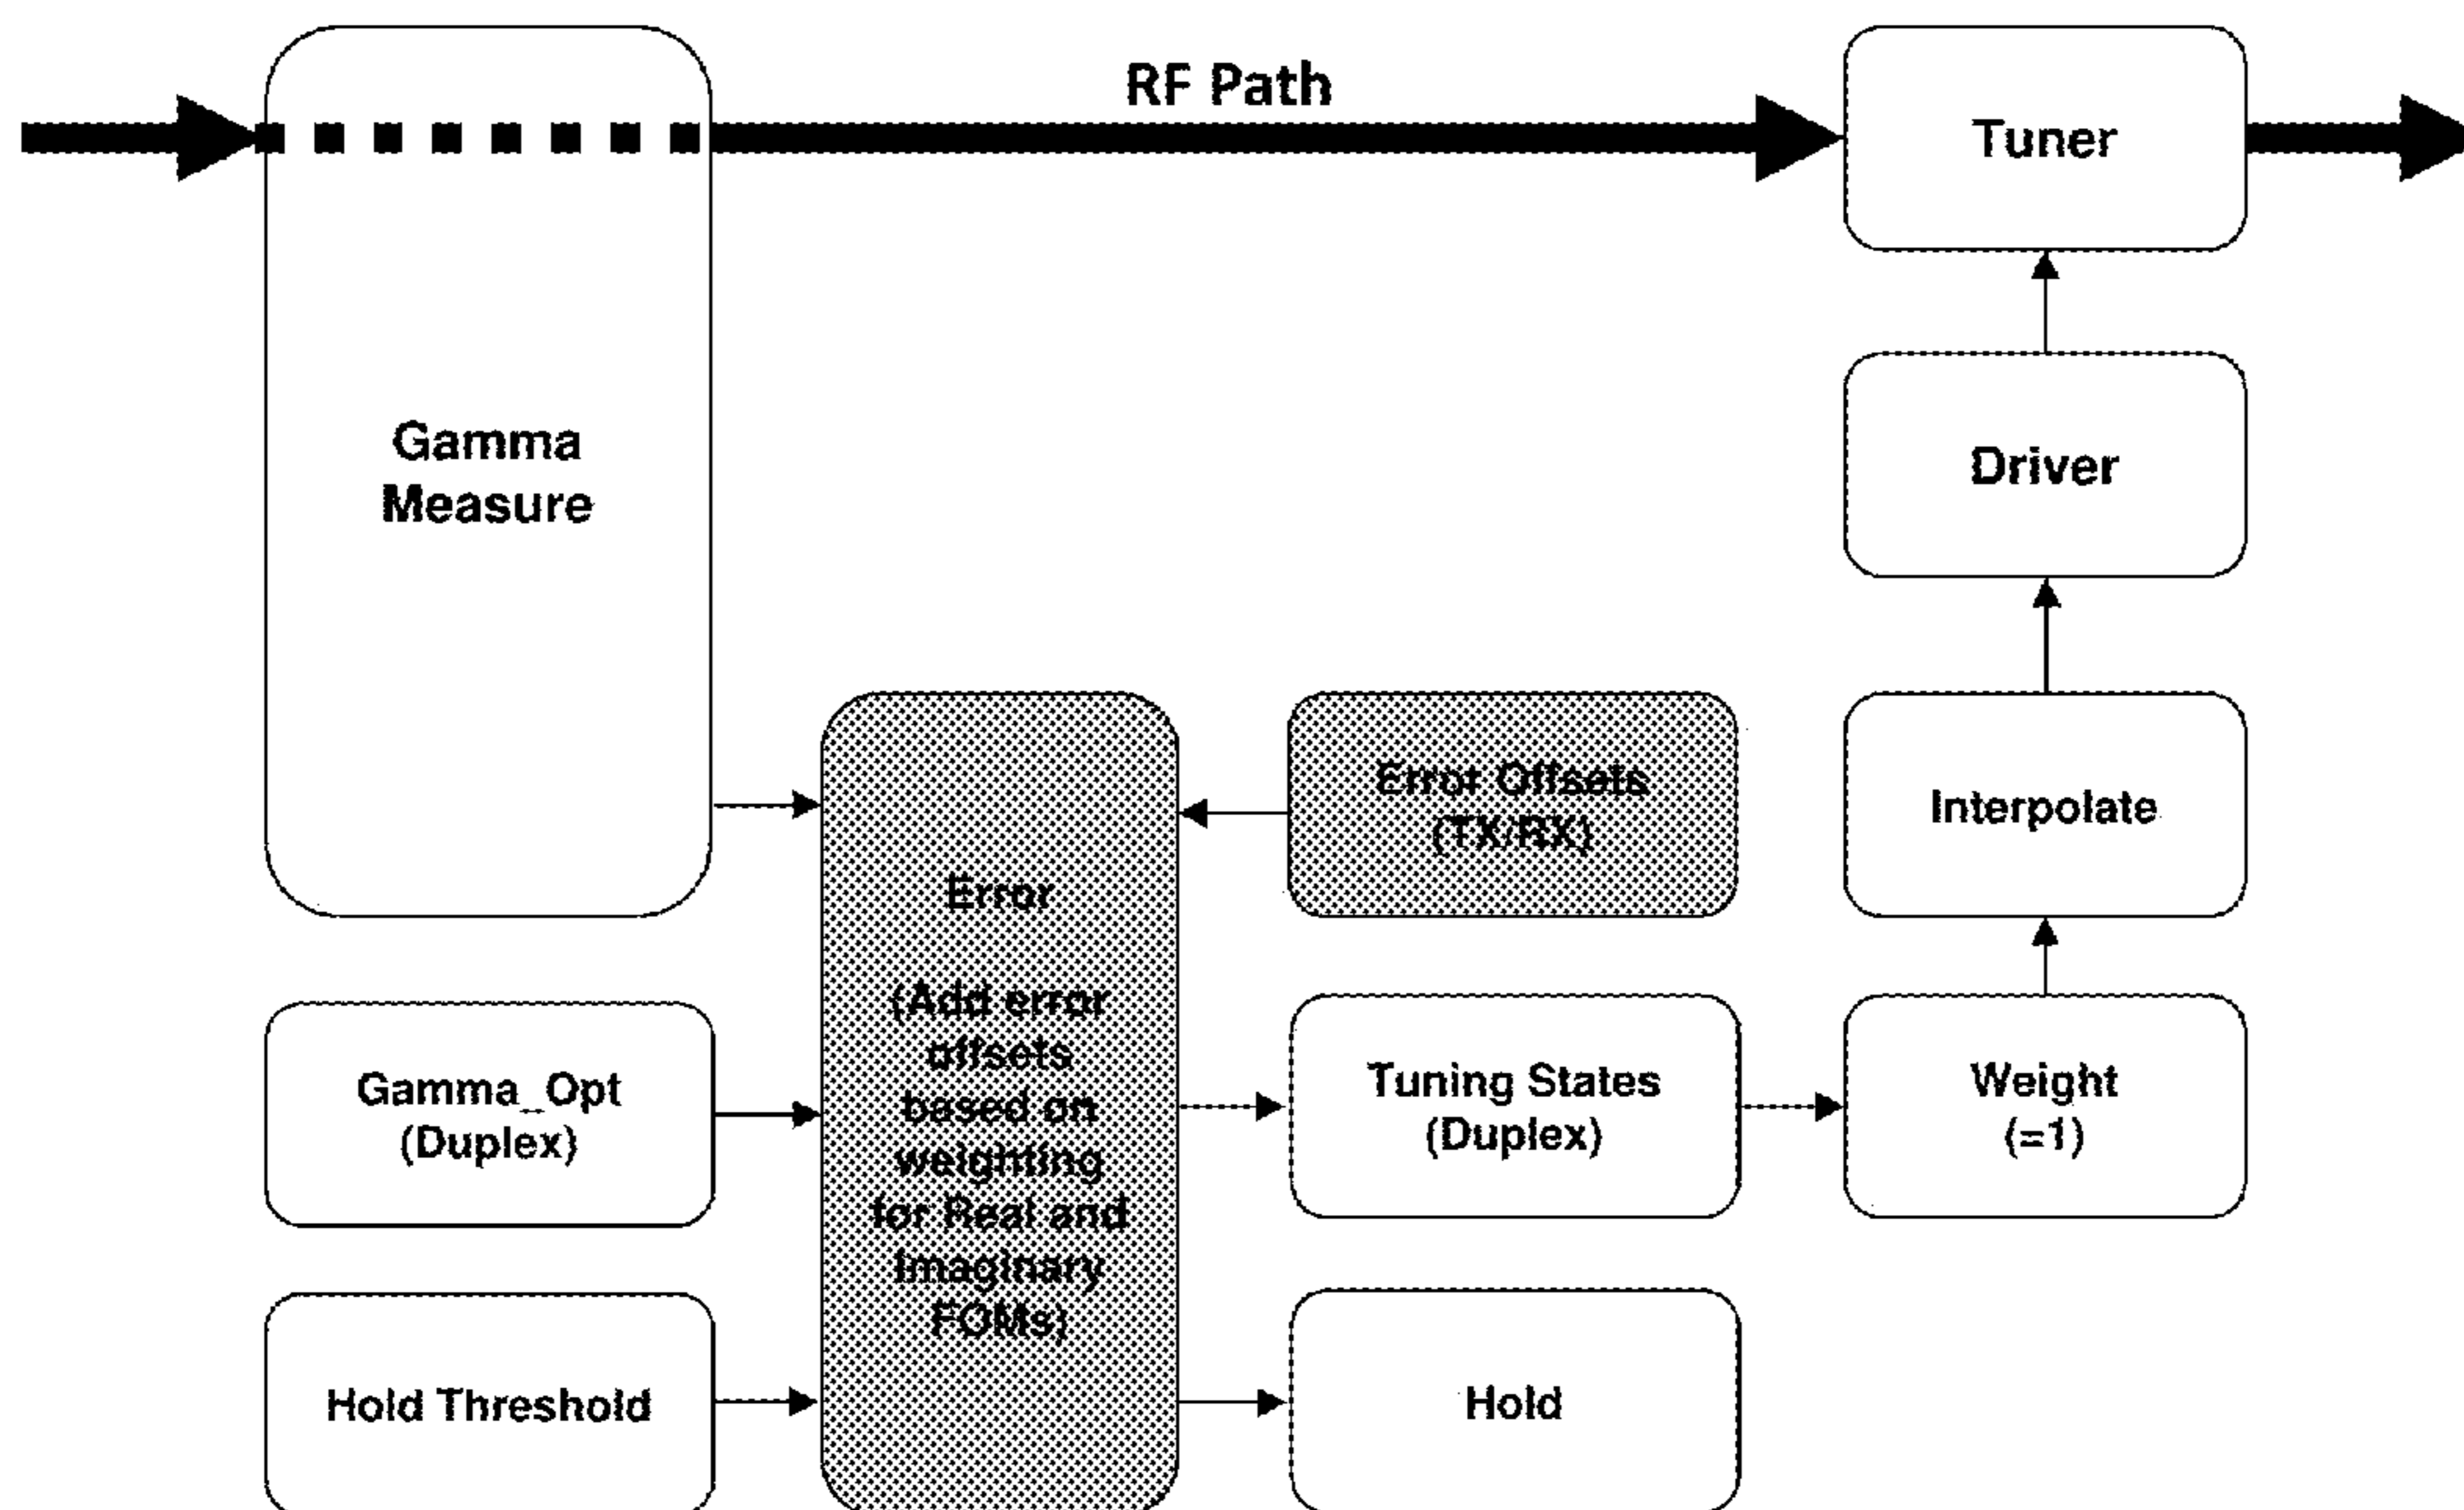 RF Path
Tuner
Gamma
Measure
Driver
Error Offsets
(TX/RX)
Interpolate
Error
(Add error
offsets
based on
weighting
for Real and
Imaginary
FOMs)
Gamma_Opt
(Duplex)
Tuning States
(Duplex)
Weight
(=1)
Hold Threshold
Hold